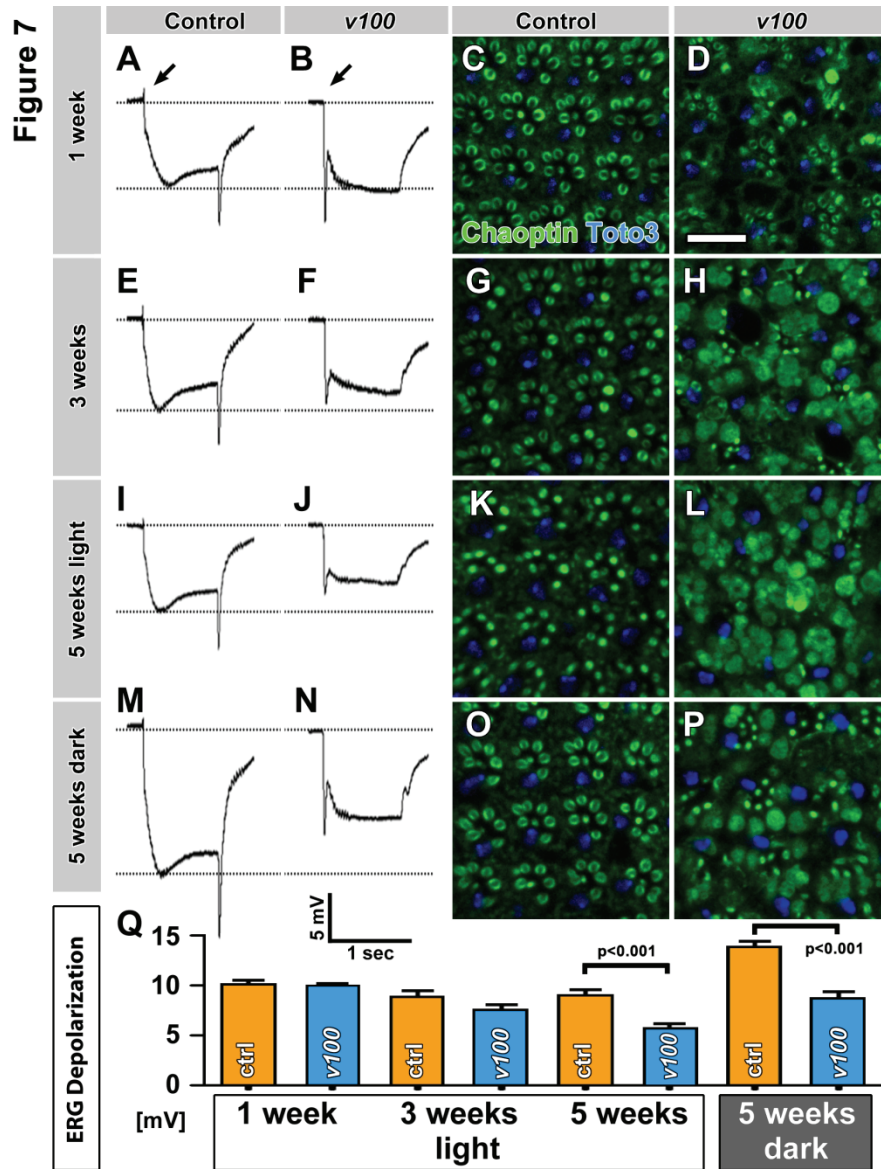 Figure 7
Control v100 Control v100
1 week
A B C D
Chaoptin Toto3
3 weeks
E F G H
5 weeks light
I J K L
5 weeks dark
M N O P
5 mV
1 sec
Q
ERG Depolarization
[mV]
15
10
5
0
p<0.001
p<0.001
ctrl v100 ctrl v100 ctrl v100 ctrl v100
1 week 3 weeks 5 weeks
light
5 weeks
dark